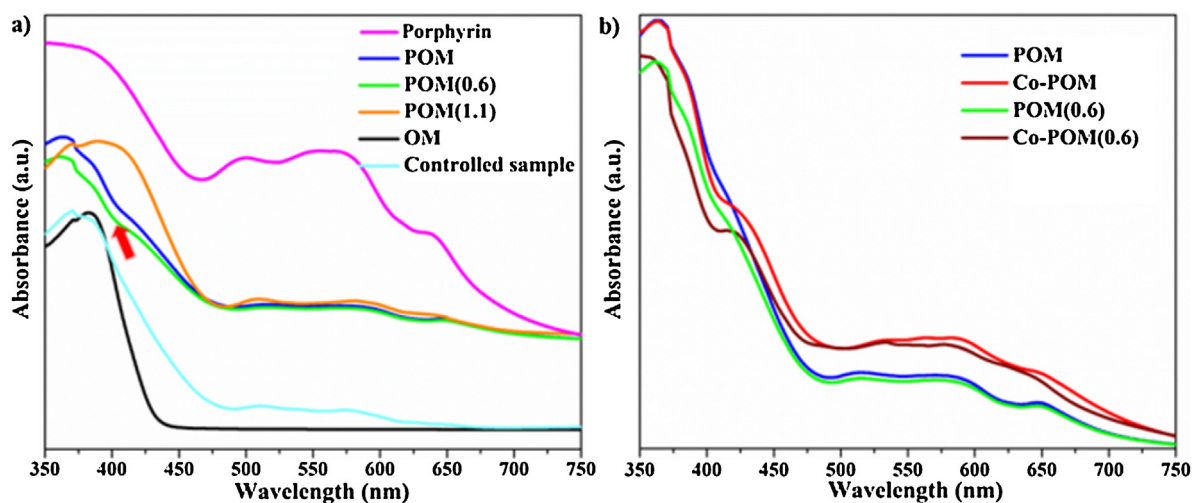 a)
Porphyrin
POM
POM(0.6)
POM(1.1)
OM
Controlled sample
Absorbance (a.u.)
350 400 450 500 550 600 650 700 750
Wavelength (nm)
b)
POM
Co-POM
POM(0.6)
Co-POM(0.6)
Absorbance (a.u.)
350 400 450 500 550 600 650 700 750
Wavelength (nm)